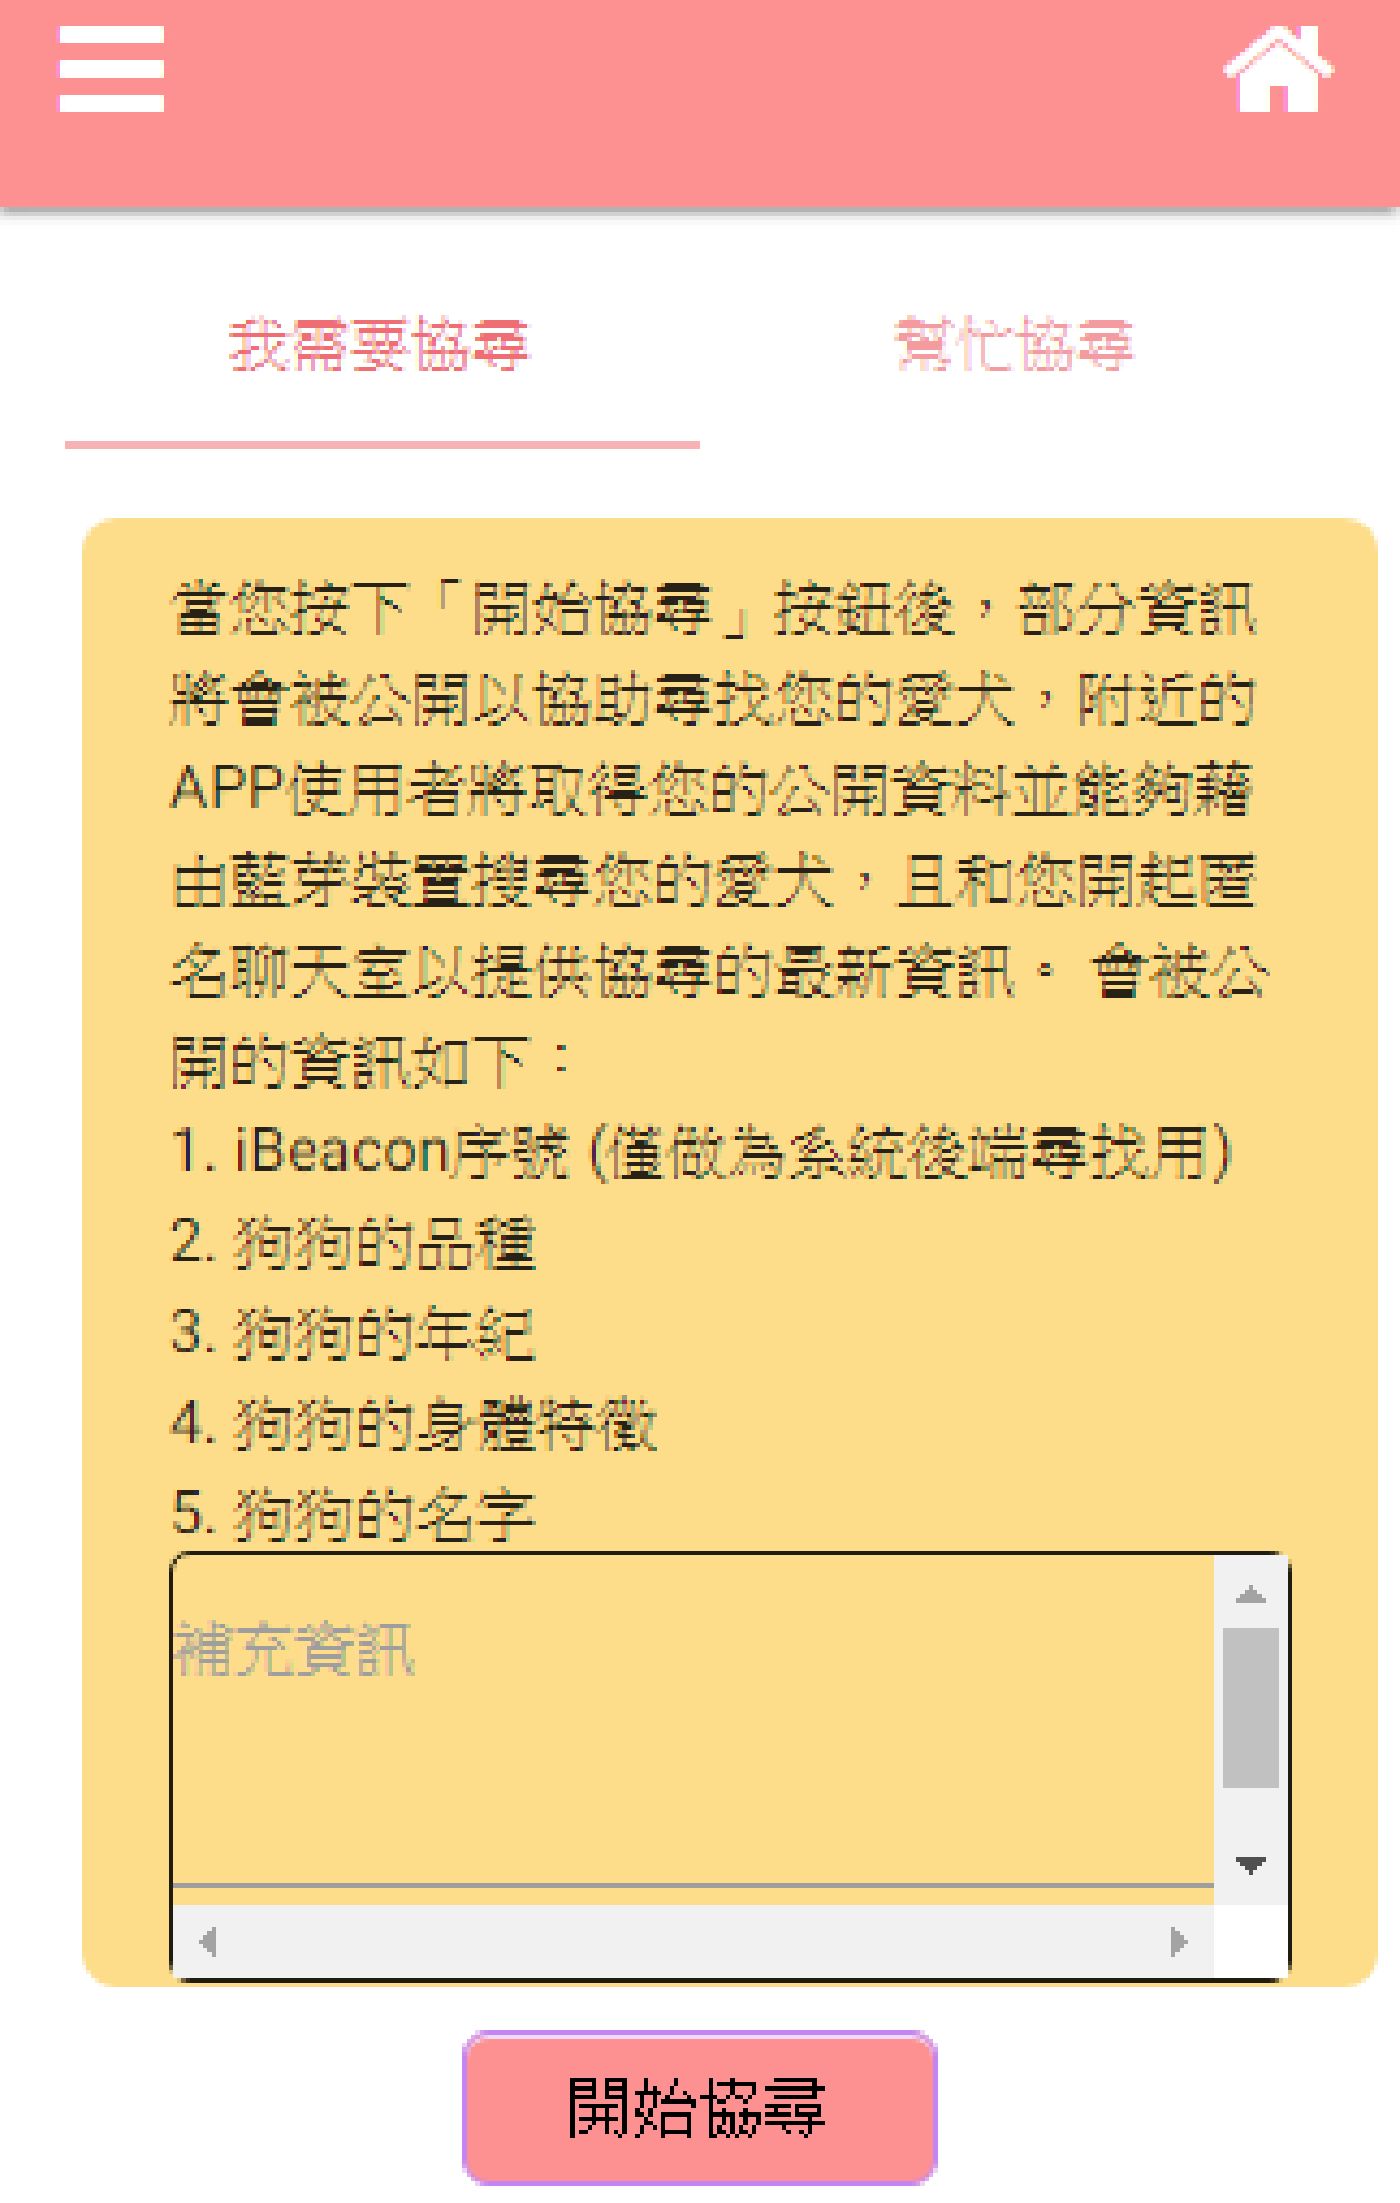 我需要協尋
幫忙協尋
當您按下「開始協尋」按鈕後，部分資訊
將會被公開以協助尋找您的愛犬，附近的
APP使用者將取得您的公開資料並能夠藉
由藍芽裝置搜尋您的愛犬，且和您開起匿
名聊天室以提供協尋的最新資訊。 會被公
開的資訊如下：
1. iBeacon序號 (僅做為系統後端尋找用)
2. 狗狗的品種
3. 狗狗的年紀
4. 狗狗的身體特徵
5. 狗狗的名字
補充資訊
開始協尋